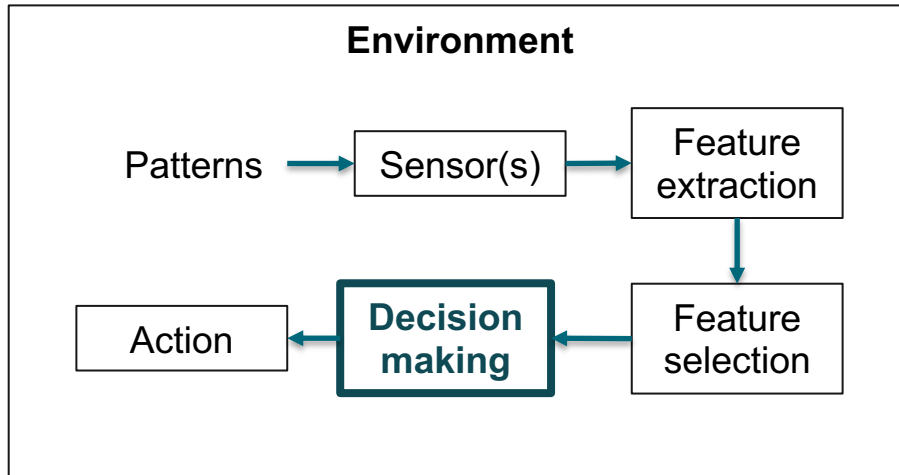 Environment
Patterns
Sensor(s)
Feature
extraction
Feature
selection
Decision
making
Action